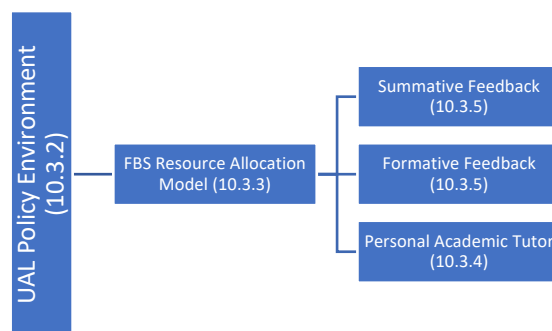 UAL Policy Environment
(10.3.2)
FBS Resource Allocation
Model (10.3.3)
Summative Feedback
(10.3.5)
Formative Feedback
(10.3.5)
Personal Academic Tutor
(10.3.4)